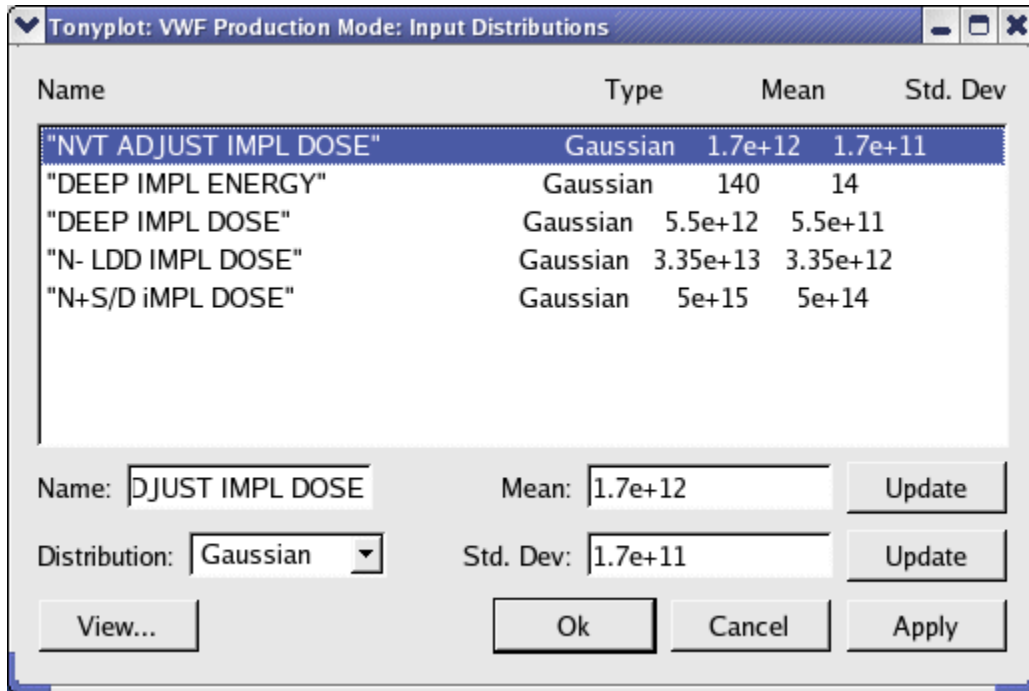 Tonyplot: VWF Production Mode: Input Distributions
Name Type Mean Std. Dev
"NVT ADJUST IMPL DOSE" Gaussian 1.7e+12 1.7e+11
"DEEP IMPL ENERGY" Gaussian 140 14
"DEEP IMPL DOSE" Gaussian 5.5e+12 5.5e+11
"N- LDD IMPL DOSE" Gaussian 3.35e+13 3.35e+12
"N+S/D iMPL DOSE" Gaussian 5e+15 5e+14
Name: DJUST IMPL DOSE Mean: 1.7e+12 Update
Distribution: Gaussian Std. Dev: 1.7e+11 Update
View... Ok Cancel Apply